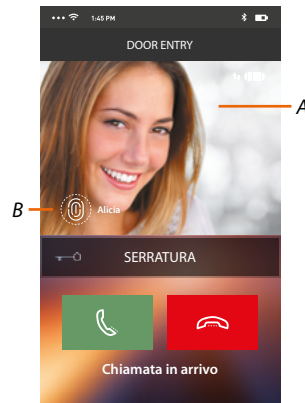 1:45 PM
DOOR ENTRY
A
B
Alicia
SERRATURA
Chiamata in arrivo